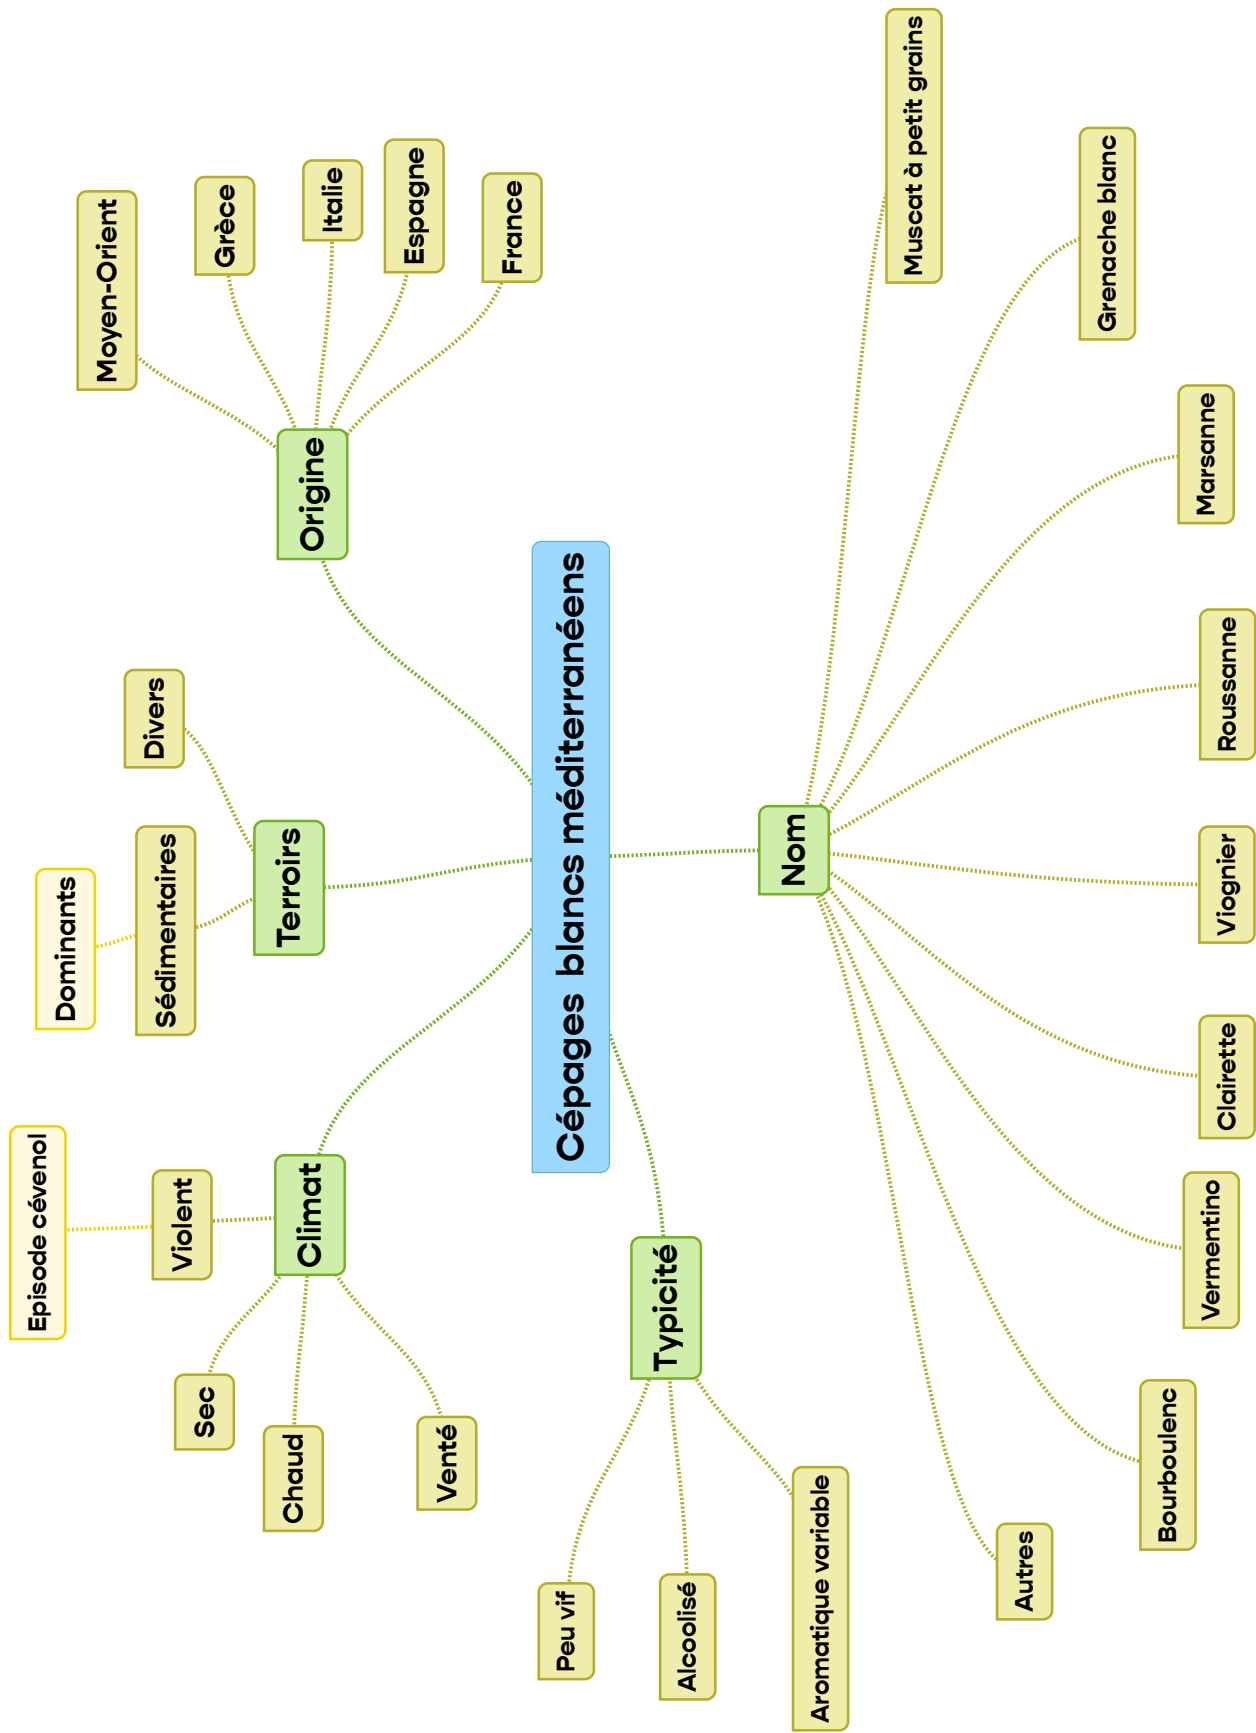 Cépages blancs méditerranéens
Origine
Moyen-Orient
Grèce
Italie
Espagne
France
Terroirs
Divers
Sédimentaires
Dominants
Climat
Violent
Episode cévenol
Sec
Chaud
Venté
Typicité
Peu vif
Alcoolisé
Aromatique variable
Nom
Muscat à petit grains
Grenache blanc
Marsanne
Roussanne
Viognier
Clairette
Vermentino
Bourboulenc
Autres